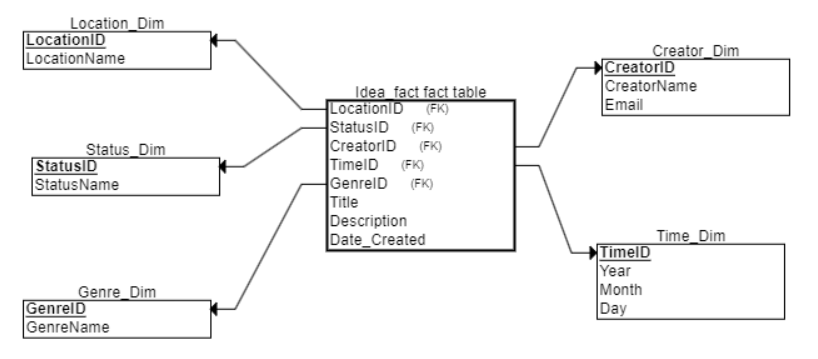 Location_Dim
LocationID
LocationName
Status_Dim
StatusID
StatusName
Genre_Dim
GenreID
GenreName
Idea_fact fact table
LocationID (FK)
StatusID (FK)
CreatorID (FK)
TimeID (FK)
GenreID (FK)
Title
Description
Date_Created
Creator_Dim
CreatorID
CreatorName
Email
Time_Dim
TimeID
Year
Month
Day